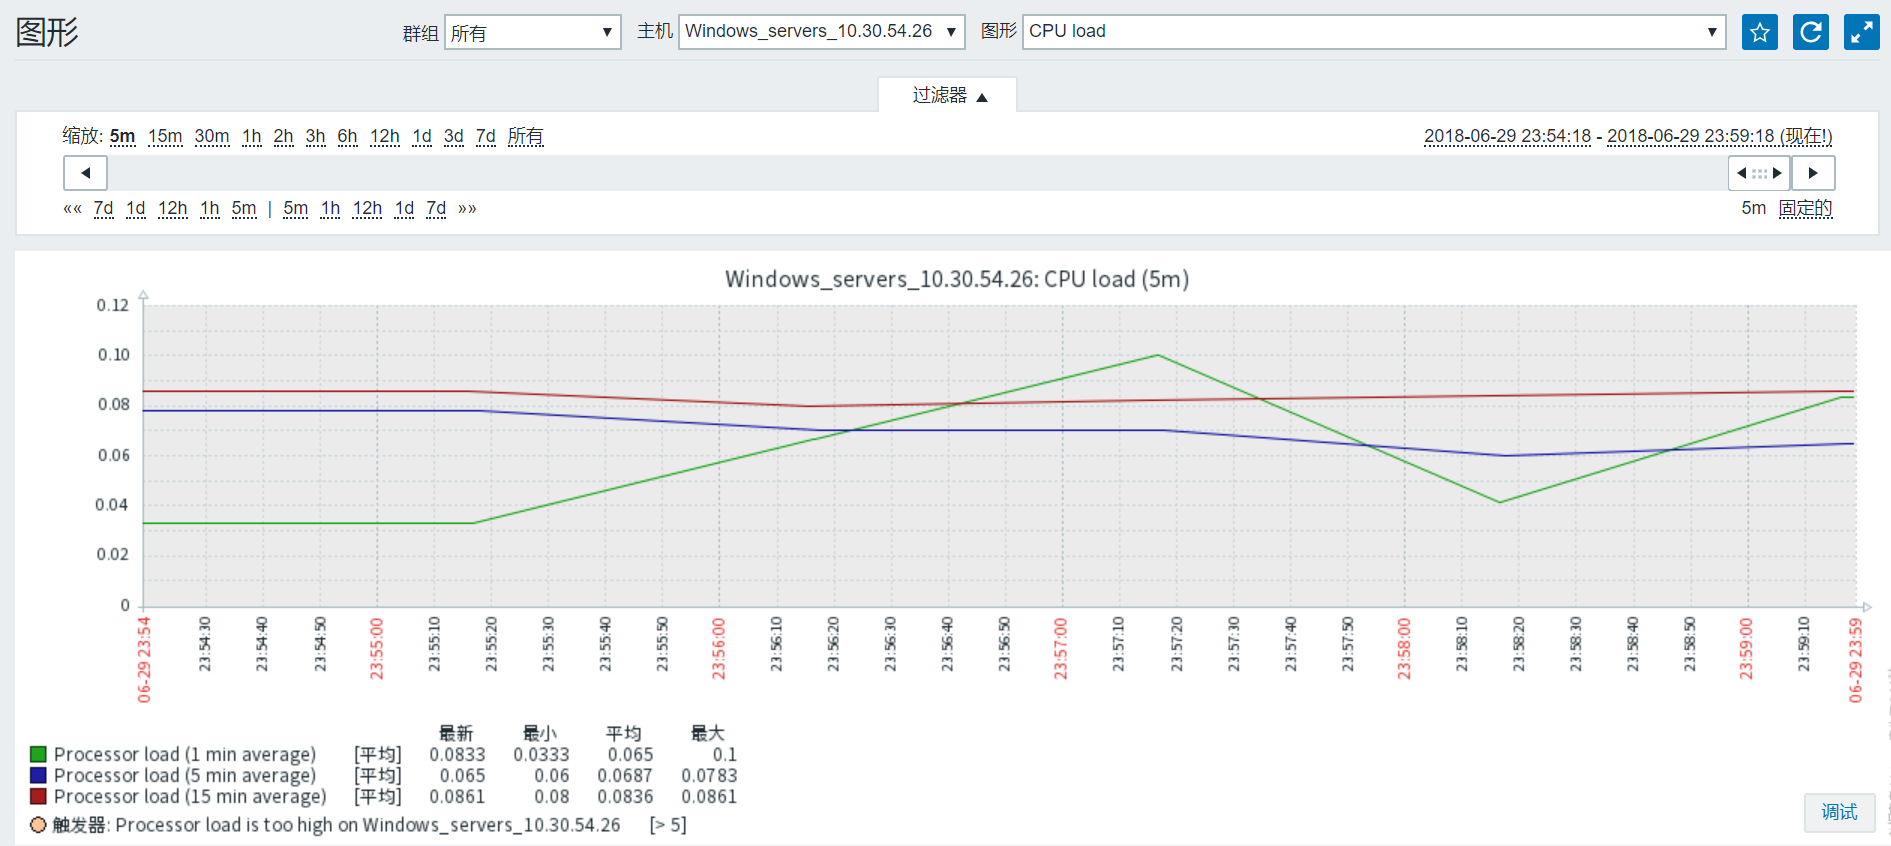 图形 群组 所有 ▼ 主机 Windows_servers_10.30.54.26 ▼ 图形 CPU load ▼
过滤器 ▲
缩放: 5m 15m 30m 1h 2h 3h 6h 12h 1d 3d 7d 所有 2018-06-29 23:54:18 - 2018-06-29 23:59:18 (现在!)
«« 7d 1d 12h 1h 5m | 5m 1h 12h 1d 7d »» 5m 固定的
Windows_servers_10.30.54.26: CPU load (5m)
0.12
0.10
0.08
0.06
0.04
0.02
0
06-29 23:54 23:54:30 23:54:40 23:54:50 23:55:00 23:55:10 23:55:20 23:55:30 23:55:40 23:55:50 23:56:00 23:56:10 23:56:20 23:56:30 23:56:40 23:56:50 23:57:00 23:57:10 23:57:20 23:57:30 23:57:40 23:57:50 23:58:00 23:58:10 23:58:20 23:58:30 23:58:40 23:58:50 23:59:00 23:59:10 06-29 23:59
最新 最小 平均 最大
Processor load (1 min average) [平均] 0.0833 0.0333 0.065 0.1
Processor load (5 min average) [平均] 0.065 0.06 0.0687 0.0783
Processor load (15 min average) [平均] 0.0861 0.08 0.0836 0.0861
触发器: Processor load is too high on Windows_servers_10.30.54.26 [> 5]
调试